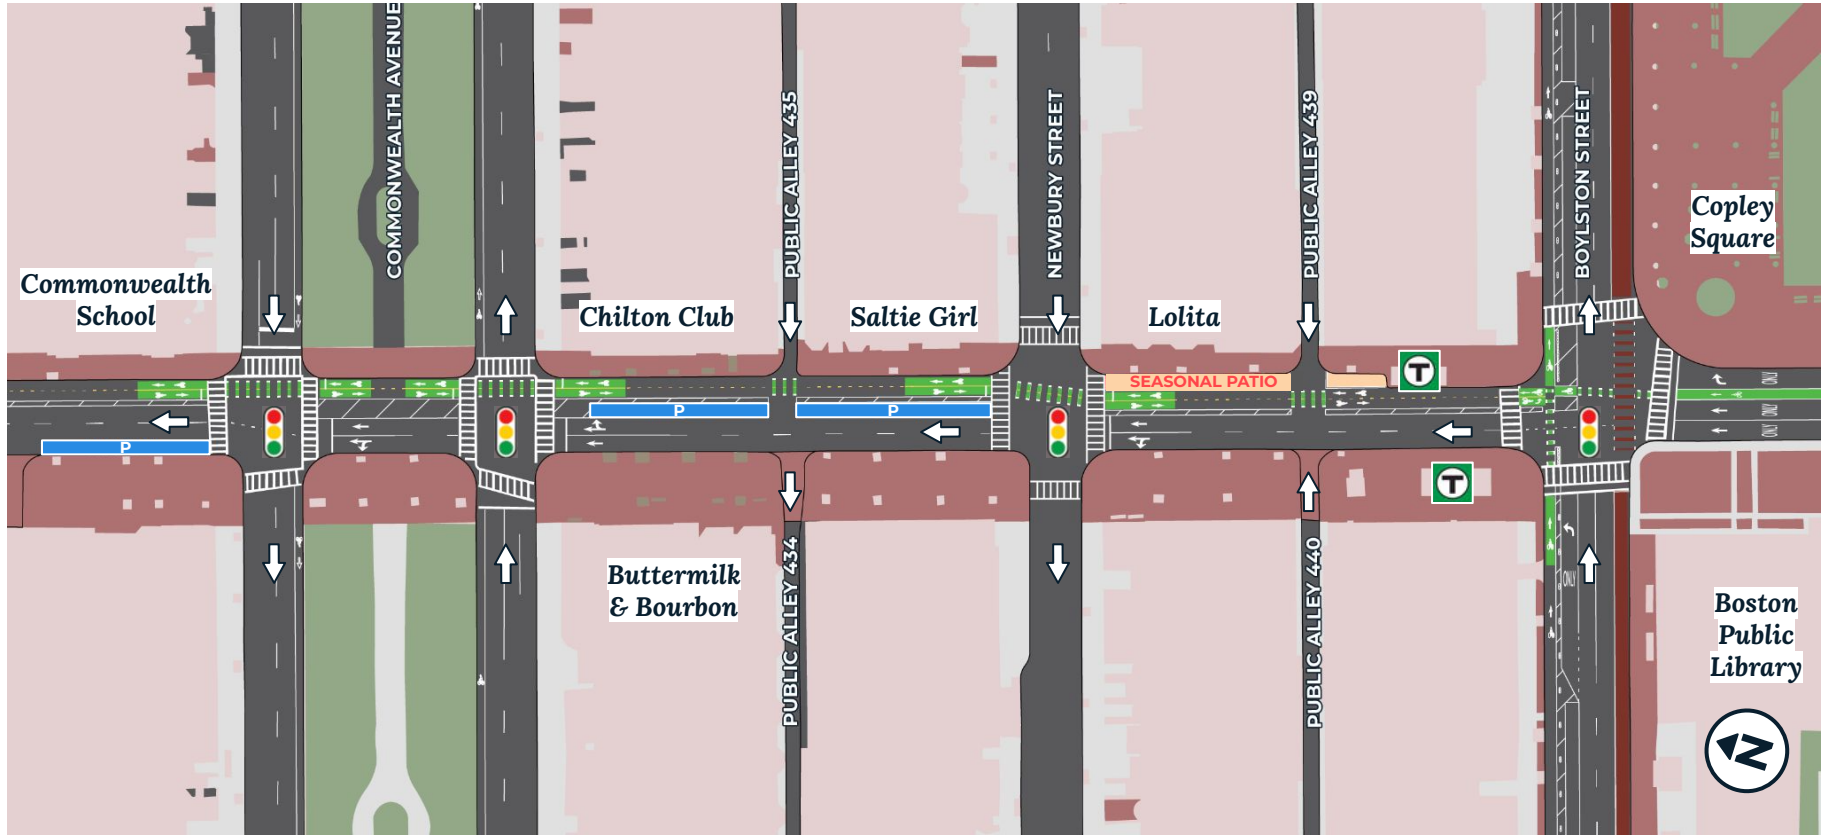 COMMONWEALTH AVENUE
PUBLIC ALLEY 435
NEWBURY STREET
PUBLIC ALLEY 439
BOYLSTON STREET
Copley
Square
Commonwealth
School
Chilton Club
Saltie Girl
Lolita
T
SEASONAL PATIO
ONLY
ONLY
ONLY
P
P
P
T
PUBLIC ALLEY 434
PUBLIC ALLEY 440
ONLY
Buttermilk
& Bourbon
Boston
Public
Library
N